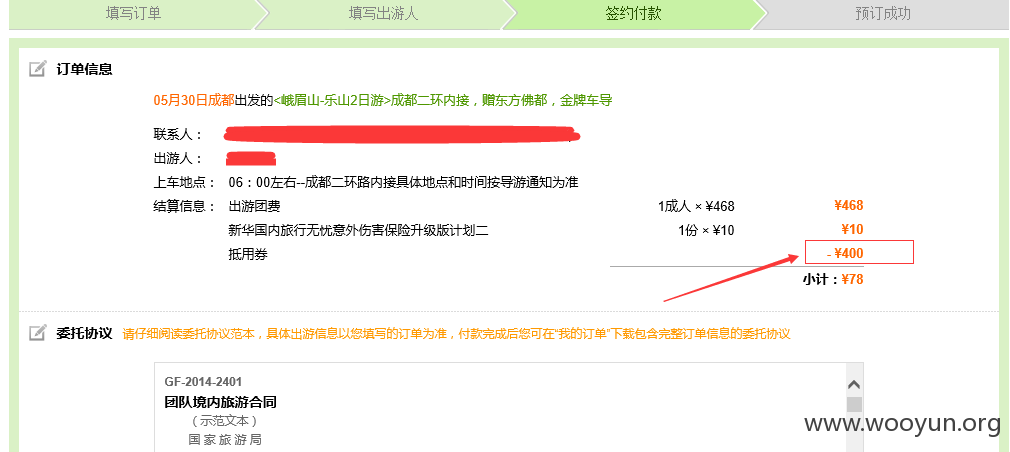 填写订单 填写出游人 签约付款 预订成功
订单信息
05月30日成都出发的<峨眉山-乐山2日游>成都二环内接，赠东方佛都，金牌车导
联系人：
出游人：
上车地点： 06：00左右--成都二环路内接具体地点和时间按导游通知为准
结算信息： 出游团费 1成人 × ¥468 ¥468
新华国内旅行无忧意外伤害保险升级版计划二 1份 × ¥10 ¥10
抵用券 - ¥400
小计：¥78
委托协议 请仔细阅读委托协议范本，具体出游信息以您填写的订单为准，付款完成后您可在“我的订单”下载包含完整订单信息的委托协议
GF-2014-2401
团队境内旅游合同
（示范文本）
国家旅游局
www.wooyun.org